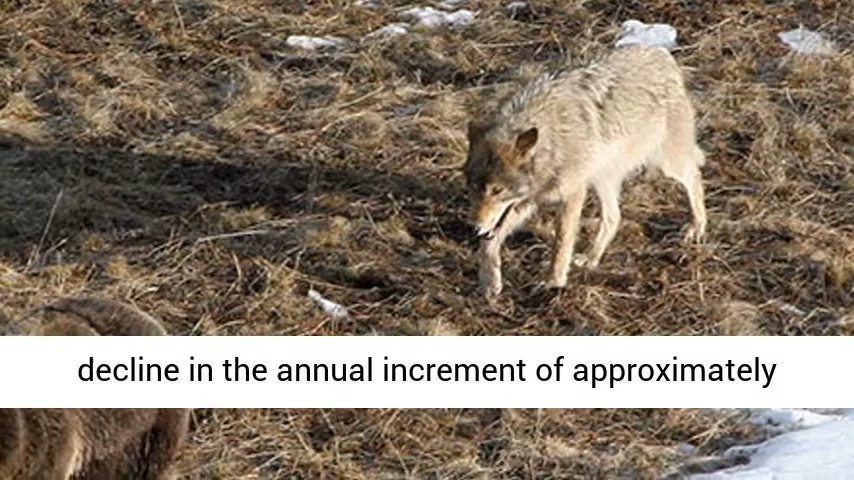 decline in the annual increment of approximately